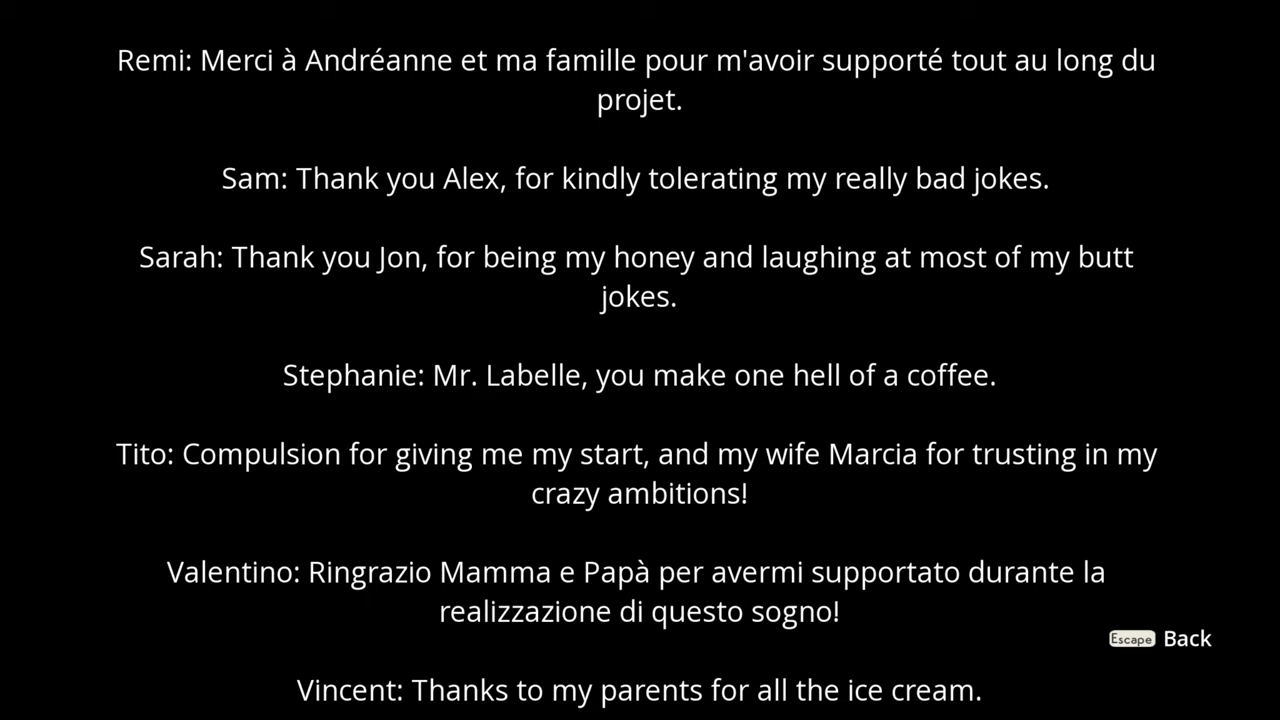 Remi: Merci à Andréanne et ma famille pour m'avoir supporté tout au long du
projet.
Sam: Thank you Alex, for kindly tolerating my really bad jokes.
Sarah: Thank you Jon, for being my honey and laughing at most of my butt
jokes.
Stephanie: Mr. Labelle, you make one hell of a coffee.
Tito: Compulsion for giving me my start, and my wife Marcia for trusting in my
crazy ambitions!
Valentino: Ringrazio Mamma e Papà per avermi supportato durante la
realizzazione di questo sogno!
Escape Back
Vincent: Thanks to my parents for all the ice cream.